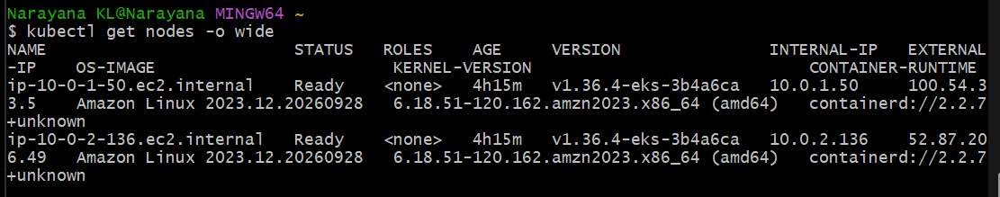 Narayana KL@Narayana MINGW64 ~
$ kubectl get nodes -o wide
NAME                         STATUS   ROLES    AGE     VERSION               INTERNAL-IP   EXTERNAL
-IP    OS-IMAGE                        KERNEL-VERSION                            CONTAINER-RUNTIME
ip-10-0-1-50.ec2.internal    Ready    <none>   4h15m   v1.36.4-eks-3b4a6ca   10.0.1.50     100.54.3
3.5    Amazon Linux 2023.12.20260928   6.18.51-120.162.amzn2023.x86_64 (amd64)   containerd://2.2.7
+unknown
ip-10-0-2-136.ec2.internal   Ready    <none>   4h15m   v1.36.4-eks-3b4a6ca   10.0.2.136    52.87.20
6.49   Amazon Linux 2023.12.20260928   6.18.51-120.162.amzn2023.x86_64 (amd64)   containerd://2.2.7
+unknown